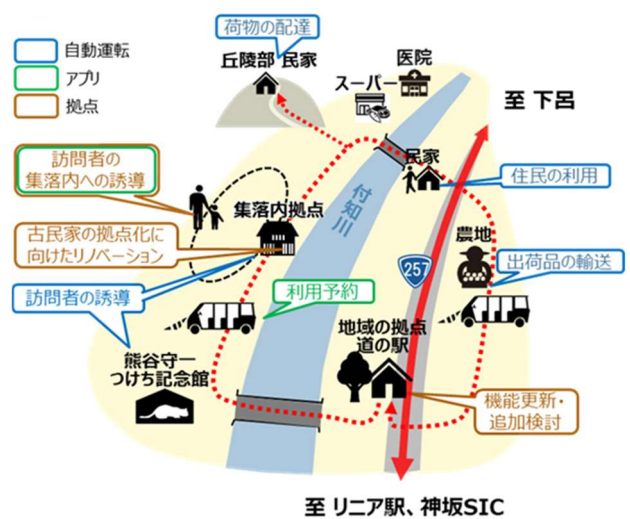 自動運転
アプリ
拠点
荷物の配達
丘陵部 民家
医院
スーパー
至 下呂
訪問者の
集落内への誘導
民家
住民の利用
集落内拠点
付知川
古民家の拠点化に
向けたリノベーション
農地
257
出荷品の輸送
訪問者の誘導
利用予約
地域の拠点
道の駅
熊谷守一
つけち記念館
機能更新・
追加検討
至 リニア駅、神坂SIC